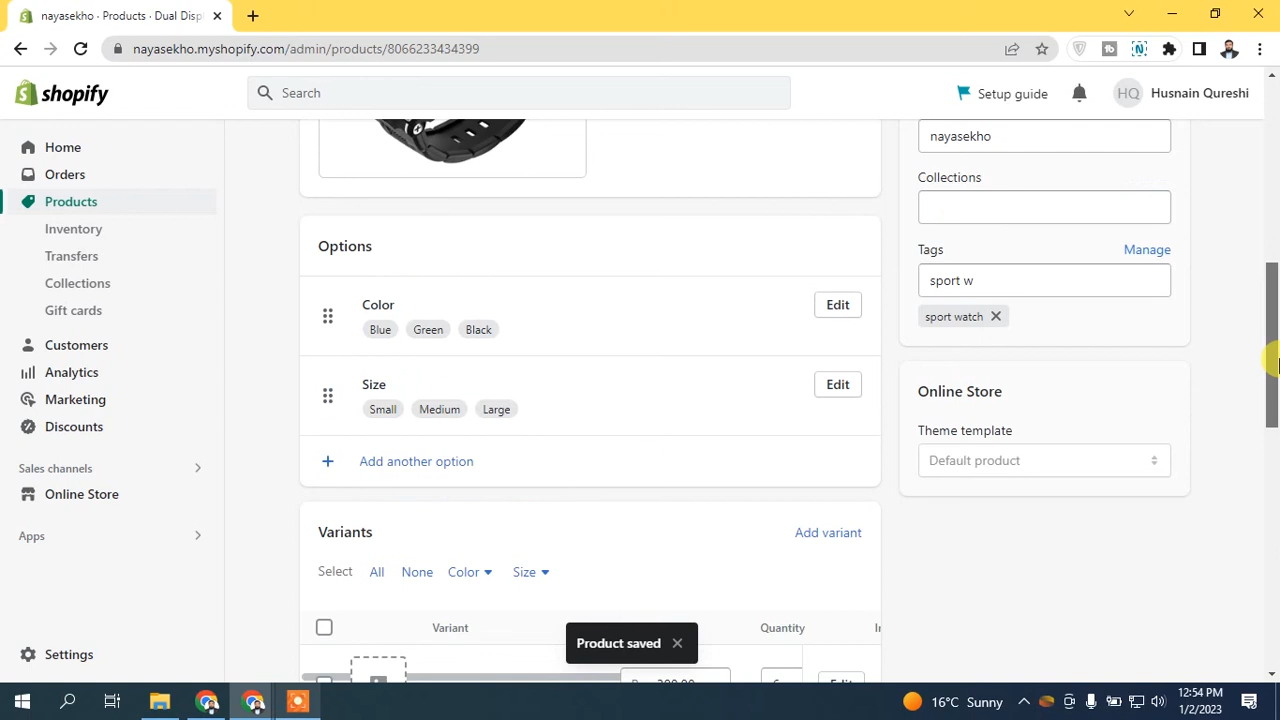 nayasekho · Products · Dual Disp
nayasekho.myshopify.com/admin/products/8066233434399
shopify
Search
Setup guide
HQ
Husnain Qureshi
Home
Orders
Products
Inventory
Transfers
Collections
Gift cards
Customers
Analytics
Marketing
Discounts
Sales channels
Online Store
Apps
Settings
Options
Color
Edit
Blue
Green
Black
Size
Edit
Small
Medium
Large
Add another option
Variants
Add variant
Select
All
None
Color
Size
Variant
Quantity
Product saved
Edit
nayasekho
Collections
Tags
Manage
sport w
sport watch
Online Store
Theme template
Default product
16°C Sunny
12:54 PM
1/2/2023